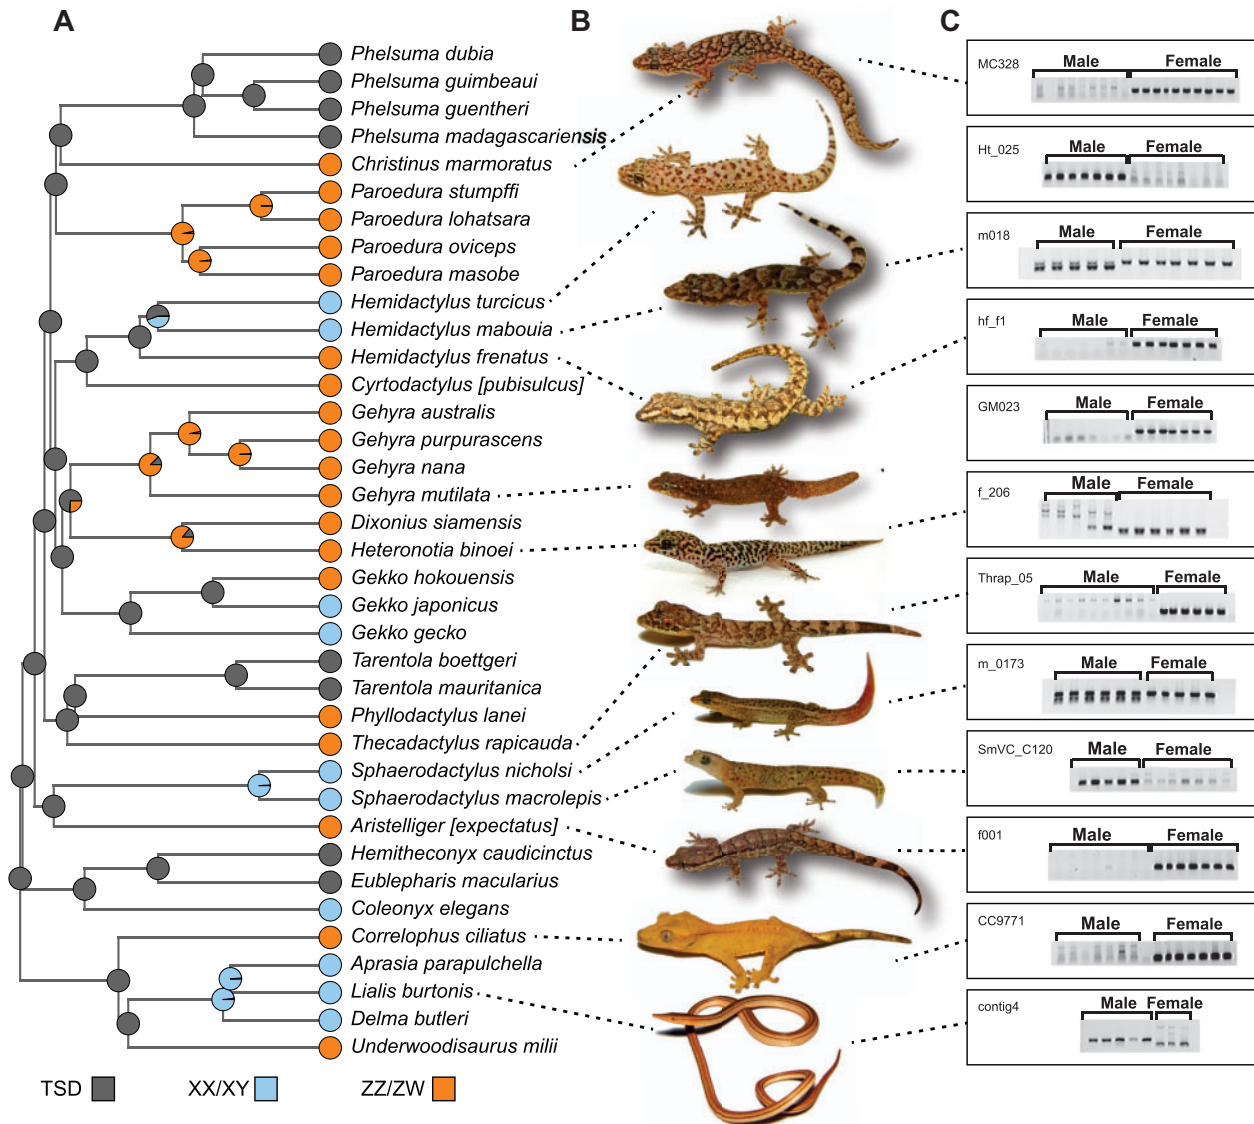 A
B
C
Phelsuma dubia
Phelsuma guimbeaui
Phelsuma guentheri
Phelsuma madagascariensis
Christinus marmoratus
Paroedura stumpffi
Paroedura lohatsara
Paroedura oviceps
Paroedura masobe
Hemidactylus turcicus
Hemidactylus mabouia
Hemidactylus frenatus
Cyrtodactylus [pubisulcus]
Gehyra australis
Gehyra purpurascens
Gehyra nana
Gehyra mutilata
Dixonius siamensis
Heteronotia binoei
Gekko hokouensis
Gekko japonicus
Gekko gecko
Tarentola boettgeri
Tarentola mauritanica
Phyllodactylus lanei
Thecadactylus rapicauda
Sphaerodactylus nicholsi
Sphaerodactylus macrolepis
Aristelliger [expectatus]
Hemitheconyx caudicinctus
Eublepharis macularius
Coleonyx elegans
Correlophus ciliatus
Aprasia parapulchella
Lialis burtonis
Delma butleri
Underwoodisaurus milii
TSD
XX/XY
ZZ/ZW
MC328
Male Female
Ht_025
Male Female
m018
Male Female
hf_f1
Male Female
GM023
Male Female
f_206
Male Female
Thrap_05
Male Female
m_0173
Male Female
SmVC_C120
Male Female
f001
Male Female
CC9771
Male Female
contig4
Male Female